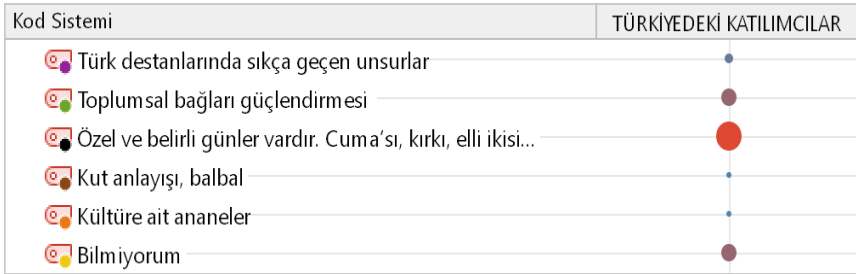 Kod Sistemi TÜRKİYEDEKİ KATILIMCILAR
Türk destanlarında sıkça geçen unsurlar
Toplumsal bağları güçlendirmesi
Özel ve belirli günler vardır. Cuma'sı, kırkı, elli ikisi...
Kut anlayışı, balbal
Kültüre ait ananeler
Bilmiyorum